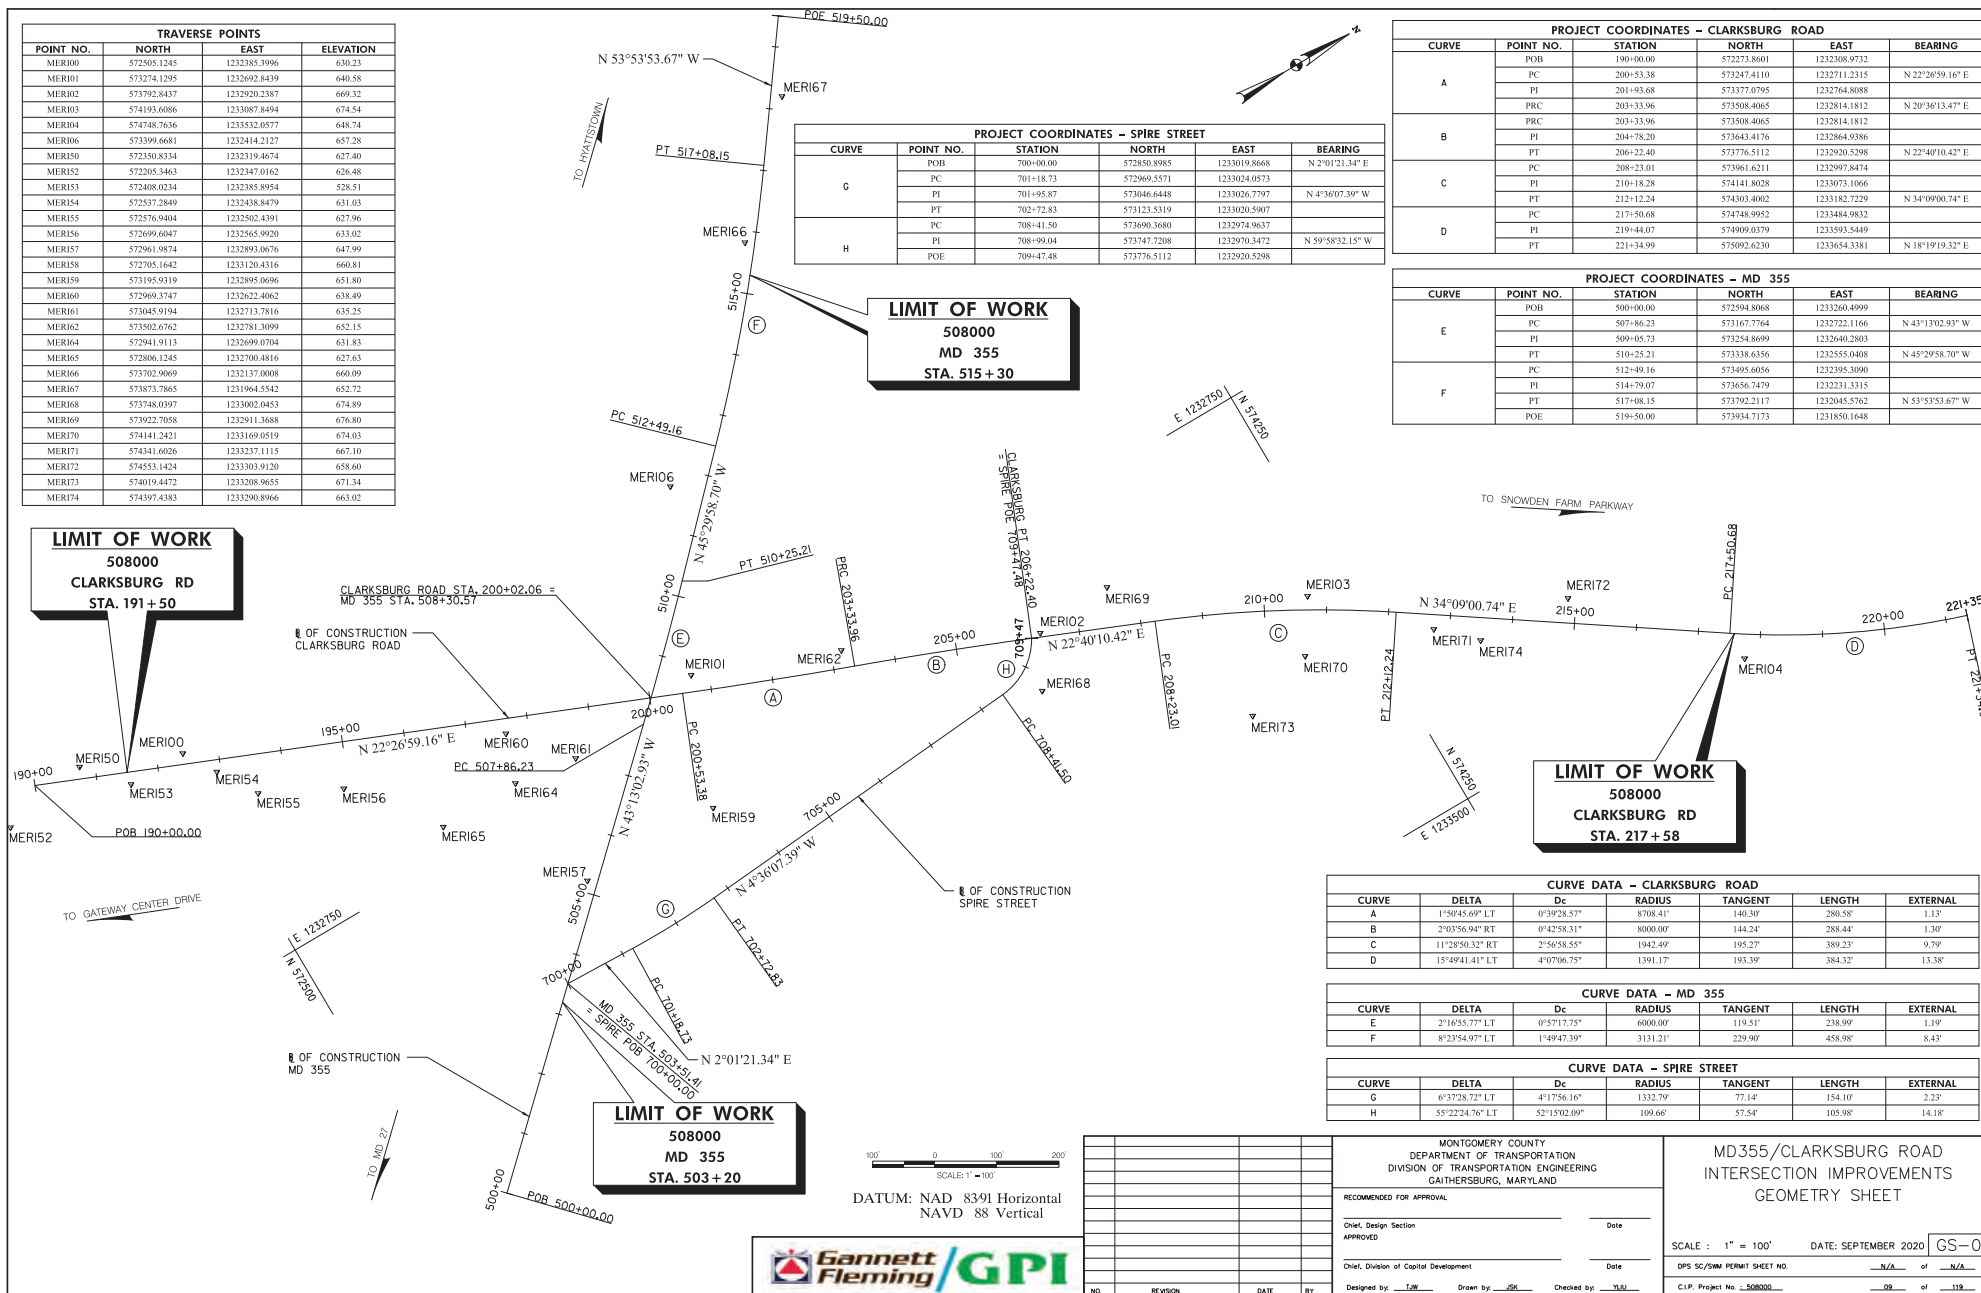 TRAVERSE POINTS
POINT NO. NORTH EAST ELEVATION
MERI00 572505.1245 1232385.3996 630.23
MERI01 573274.1295 1232692.8439 640.58
MERI02 573792.8437 1232920.2387 669.32
MERI03 574193.6086 1233087.8494 674.54
MERI04 574748.7636 1233532.0577 648.74
MERI06 573399.6681 1232414.2127 657.28
MERI50 572350.8334 1232319.4674 627.40
MERI52 572205.3463 1232347.0162 626.48
MERI53 572408.0234 1232385.8954 528.51
MERI54 572537.2849 1232438.8479 631.03
MERI55 572576.9404 1232502.4391 627.96
MERI56 572699.6047 1232565.9920 633.02
MERI57 572961.9874 1232893.0676 647.99
MERI58 572705.1642 1233120.4316 660.81
MERI59 573195.9319 1232895.0696 651.80
MERI60 572969.3747 1232622.4062 638.49
MERI61 573045.9194 1232713.7816 635.25
MERI62 573502.6762 1232781.3099 652.15
MERI64 572941.9113 1232699.0704 631.83
MERI65 572806.1245 1232700.4816 627.63
MERI66 573702.9069 1232137.0008 660.09
MERI67 573873.7865 1231964.5542 652.72
MERI68 573748.0397 1233002.0453 674.89
MERI69 573922.7058 1232911.3688 676.80
MERI70 574141.2421 1233169.0519 674.03
MERI71 574341.6026 1233237.1115 667.10
MERI72 574553.1424 1233303.9120 658.60
MERI73 574019.4472 1233208.9655 671.34
MERI74 574397.4383 1233290.8966 663.02
POE 519+50.00
N 53°53'53.67" W
MERI67
TO HYATTSTOWN
PT 517+08.15
MERI66
515+00
F
N
PROJECT COORDINATES - SPIRE STREET
CURVE POINT NO. STATION NORTH EAST BEARING
G
POB 700+00.00 572850.8985 1233019.8668 N 2°01'21.34" E
PC 701+18.73 572969.5571 1233024.0573
PI 701+95.87 573046.6448 1233026.7797 N 4°36'07.39" W
PT 702+72.83 573123.5319 1233020.5907
H
PC 708+41.50 573690.3680 1232974.9637
PI 708+99.04 573747.7208 1232970.3472 N 59°58'32.15" W
POE 709+47.48 573776.5112 1232920.5298
PROJECT COORDINATES - CLARKSBURG ROAD
CURVE POINT NO. STATION NORTH EAST BEARING
A
POB 190+00.00 572273.8601 1232308.9732
PC 200+53.38 573247.4110 1232711.2315 N 22°26'59.16" E
PI 201+93.68 573377.0795 1232764.8088
PRC 203+33.96 573508.4065 1232814.1812 N 20°36'13.47" E
B
PRC 203+33.96 573508.4065 1232814.1812
PI 204+78.20 573643.4176 1232864.9386
PT 206+22.40 573776.5112 1232920.5298 N 22°40'10.42" E
C
PC 208+23.01 573961.6211 1232997.8474
PI 210+18.28 574141.8028 1233073.1066
PT 212+12.24 574303.4002 1233182.7229 N 34°09'00.74" E
D
PC 217+50.68 574748.9952 1233484.9832
PI 219+44.07 574909.0379 1233593.5449
PT 221+34.99 575092.6230 1233654.3381 N 18°19'19.32" E
PROJECT COORDINATES - MD 355
CURVE POINT NO. STATION NORTH EAST BEARING
E
POB 500+00.00 572594.8068 1233260.4999
PC 507+86.23 573167.7764 1232722.1166 N 43°13'02.93" W
PI 509+05.73 573254.8699 1232640.2803
PT 510+25.21 573338.6356 1232555.0408 N 45°29'58.70" W
F
PC 512+49.16 573495.6056 1232395.3090
PI 514+79.07 573656.7479 1232231.3315
PT 517+08.15 573792.2117 1232045.5762 N 53°53'53.67" W
POE 519+50.00 573934.7173 1231850.1648
LIMIT OF WORK
508000
MD 355
STA. 515+30
PC 512+49.16
MERI06
N 45°29'58.70" W
E 1232750
N 574250
CLARKSBURG PT 206+22.40
= SPIRE POE 709+47.48
TO SNOWDEN FARM PARKWAY
LIMIT OF WORK
508000
CLARKSBURG RD
STA. 191+50
CLARKSBURG ROAD STA. 200+02.06 =
MD 355 STA. 508+30.57
℄ OF CONSTRUCTION
CLARKSBURG ROAD
510+00
PT 510+25.21
E
MERI01
PRC 203+33.96
MERI62
205+00
B
A
709+47
H
MERI02
N 22°40'10.42" E
MERI69
MERI68
PC 208+23.01
210+00
C
MERI03
MERI70
MERI73
PT 212+12.24
N 34°09'00.74" E
MERI71
MERI74
215+00
MERI72
PC 217+50.68
MERI04
D
220+00
221+35
190+00
MERI50
MERI00
MERI53
MERI54
MERI55
MERI52
POB 190+00.00
195+00
N 22°26'59.16" E
MERI56
MERI60
PC 507+86.23
MERI61
MERI64
MERI65
200+00
N 43°13'02.93" W
PC 200+53.38
MERI59
705+00
PC 708+41.50
N 4°36'07.39" W
MERI57
505+00
TO GATEWAY CENTER DRIVE
E 1232750
N 572500
G
PT 702+72.83
℄ OF CONSTRUCTION
SPIRE STREET
N 574250
E 1233500
LIMIT OF WORK
508000
CLARKSBURG RD
STA. 217+58
700+00
PC 701+18.73
MD 355 STA. 503+51.41
= SPIRE POB 700+00.00
N 2°01'21.34" E
℄ OF CONSTRUCTION
MD 355
TO MD 27
500+00
POB 500+00.00
LIMIT OF WORK
508000
MD 355
STA. 503+20
CURVE DATA - CLARKSBURG ROAD
CURVE DELTA Dc RADIUS TANGENT LENGTH EXTERNAL
A 1°50'45.69" LT 0°39'28.57" 8708.41' 140.30' 280.58' 1.13'
B 2°03'56.94" RT 0°42'58.31" 8000.00' 144.24' 288.44' 1.30'
C 11°28'50.32" RT 2°56'58.55" 1942.49' 195.27' 389.23' 9.79'
D 15°49'41.41" LT 4°07'06.75" 1391.17' 193.39' 384.32' 13.38'
CURVE DATA - MD 355
CURVE DELTA Dc RADIUS TANGENT LENGTH EXTERNAL
E 2°16'55.77" LT 0°57'17.75" 6000.00' 119.51' 238.99' 1.19'
F 8°23'54.97" LT 1°49'47.39" 3131.21' 229.90' 458.98' 8.43'
CURVE DATA - SPIRE STREET
CURVE DELTA Dc RADIUS TANGENT LENGTH EXTERNAL
G 6°37'28.72" LT 4°17'56.16" 1332.79' 77.14' 154.10' 2.23'
H 55°22'24.76" LT 52°15'02.09" 109.66' 57.54' 105.98' 14.18'
100' 0 100' 200'
SCALE: 1" = 100'
DATUM: NAD 83/91 Horizontal
NAVD 88 Vertical
Gannett Fleming/GPI
NO. REVISION DATE BY
MONTGOMERY COUNTY
DEPARTMENT OF TRANSPORTATION
DIVISION OF TRANSPORTATION ENGINEERING
GAITHERSBURG, MARYLAND
RECOMMENDED FOR APPROVAL
Chief, Design Section Date
APPROVED
Chief, Division of Capital Development Date
Designed by: TJW Drawn by: JSK Checked by: YLIU
MD355/CLARKSBURG ROAD
INTERSECTION IMPROVEMENTS
GEOMETRY SHEET
SCALE : 1" = 100' DATE: SEPTEMBER 2020 GS-0
DPS SC/SWM PERMIT SHEET NO. N/A of N/A
C.I.P. Project No. : 508000 09 of 119